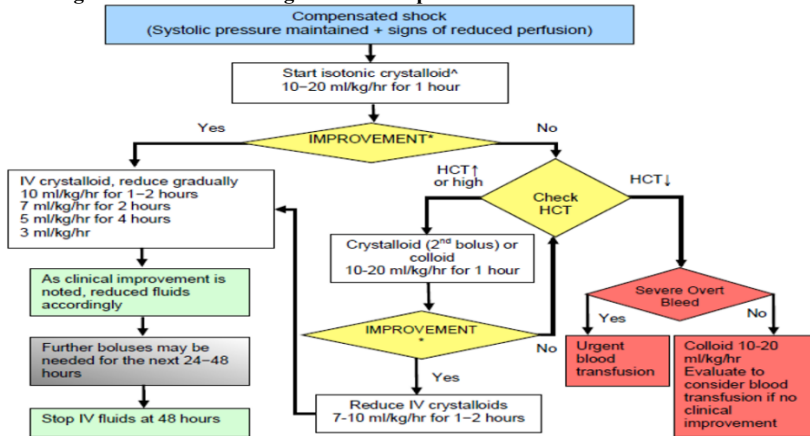 Compensated shock
(Systolic pressure maintained + signs of reduced perfusion)
Start isotonic crystalloid^
10−20 ml/kg/hr for 1 hour
Yes
IMPROVEMENT*
No
IV crystalloid, reduce gradually
10 ml/kg/hr for 1−2 hours
7 ml/kg/hr for 2 hours
5 ml/kg/hr for 4 hours
3 ml/kg/hr
HCT↑
or high
Check
HCT
HCT↓
Crystalloid (2nd bolus) or
colloid
10-20 ml/kg/hr for 1 hour
As clinical improvement is
noted, reduced fluids
accordingly
Severe Overt
Bleed
IMPROVEMENT
*
No
Yes
No
Further boluses may be
needed for the next 24−48
hours
Urgent
blood
transfusion
Colloid 10-20
ml/kg/hr
Evaluate to
consider blood
transfusion if no
clinical
improvement
Yes
Stop IV fluids at 48 hours
Reduce IV crystalloids
7-10 ml/kg/hr for 1−2 hours